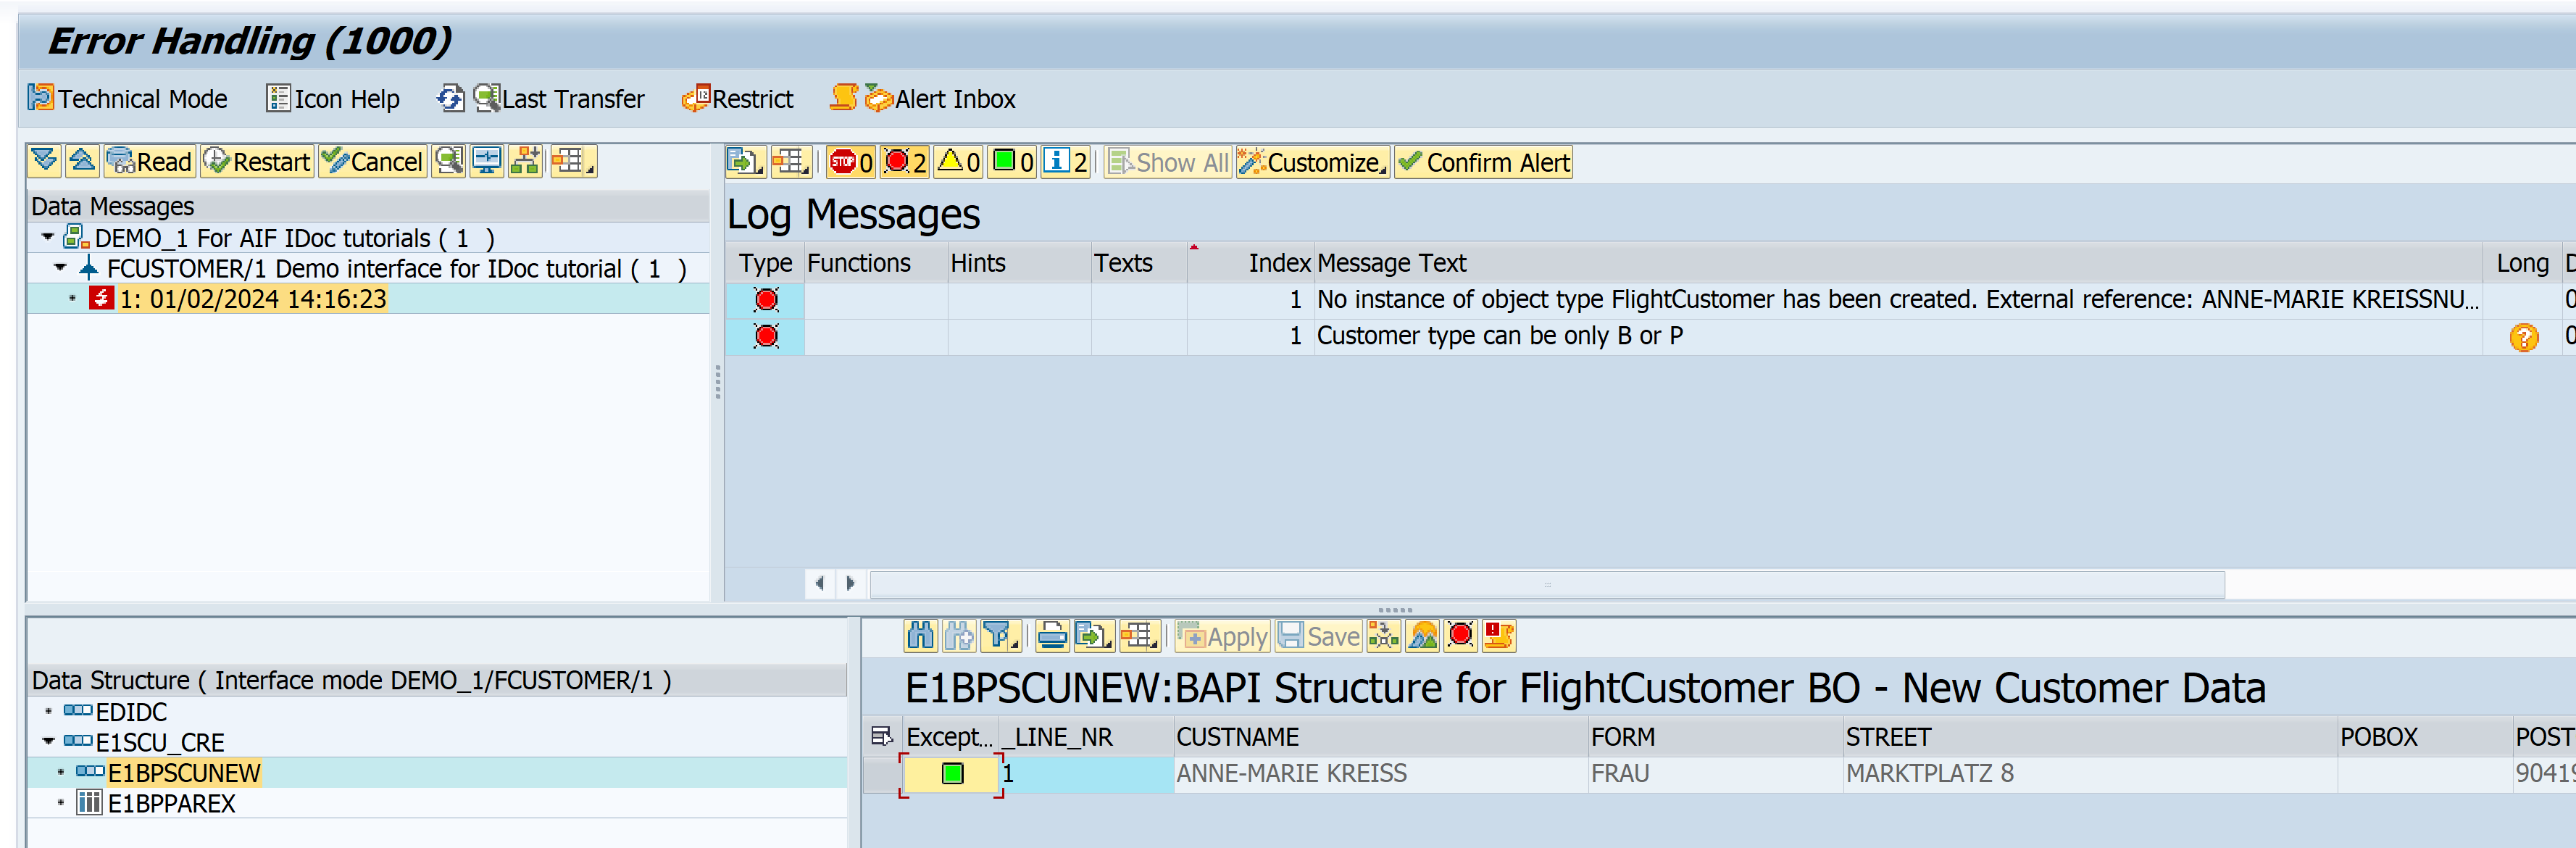 Error Handling (1000)
Technical Mode Icon Help Last Transfer Restrict Alert Inbox
Read Restart Cancel
Data Messages
DEMO_1 For AIF IDoc tutorials ( 1 )
FCUSTOMER/1 Demo interface for IDoc tutorial ( 1 )
1: 01/02/2024 14:16:23
STOP 0 2 0 0 2 Show All Customize Confirm Alert
Log Messages
Type Functions Hints Texts Index Message Text Long D
1 No instance of object type FlightCustomer has been created. External reference: ANNE-MARIE KREISSNU... 0
1 Customer type can be only B or P 0
Data Structure ( Interface mode DEMO_1/FCUSTOMER/1 )
EDIDC
E1SCU_CRE
E1BPSCUNEW
E1BPPAREX
Apply Save
E1BPSCUNEW:BAPI Structure for FlightCustomer BO - New Customer Data
Except... _LINE_NR CUSTNAME FORM STREET POBOX POST
1 ANNE-MARIE KREISS FRAU MARKTPLATZ 8 90419